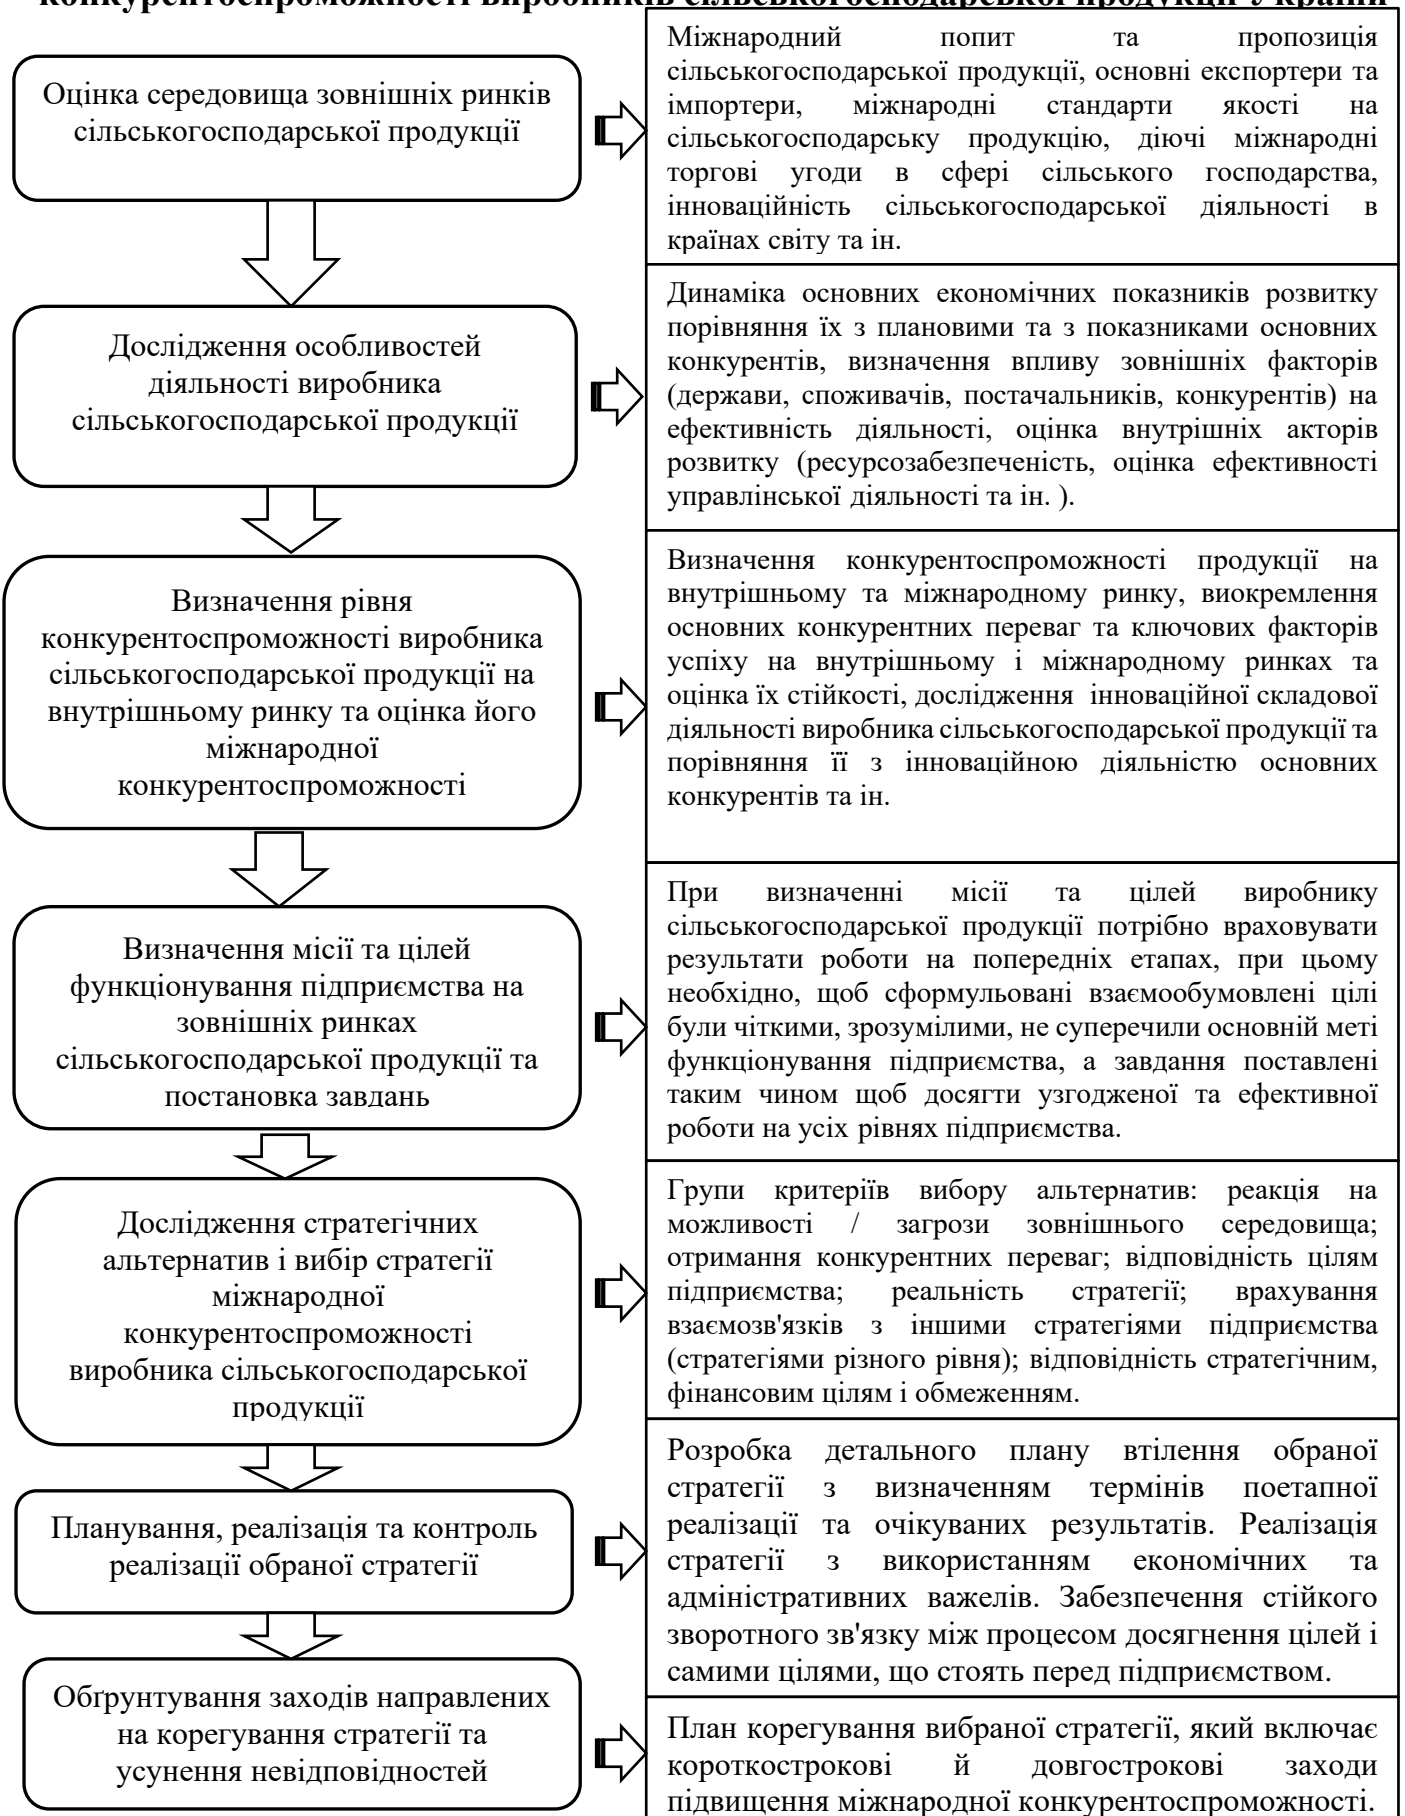 конкурентоспроможності виробників сільськогосподарської продукції України
Оцінка середовища зовнішніх ринків
сільськогосподарської продукції
Міжнародний попит та пропозиція
сільськогосподарської продукції, основні експортери та
імпортери, міжнародні стандарти якості на
сільськогосподарську продукцію, діючі міжнародні
торгові угоди в сфері сільського господарства,
інноваційність сільськогосподарської діяльності в
країнах світу та ін.
Дослідження особливостей
діяльності виробника
сільськогосподарської продукції
Динаміка основних економічних показників розвитку
порівняння їх з плановими та з показниками основних
конкурентів, визначення впливу зовнішніх факторів
(держави, споживачів, постачальників, конкурентів) на
ефективність діяльності, оцінка внутрішніх акторів
розвитку (ресурсозабезпеченість, оцінка ефективності
управлінської діяльності та ін. ).
Визначення рівня
конкурентоспроможності виробника
сільськогосподарської продукції на
внутрішньому ринку та оцінка його
міжнародної
конкурентоспроможності
Визначення конкурентоспроможності продукції на
внутрішньому та міжнародному ринку, виокремлення
основних конкурентних переваг та ключових факторів
успіху на внутрішньому і міжнародному ринках та
оцінка їх стійкості, дослідження інноваційної складової
діяльності виробника сільськогосподарської продукції та
порівняння її з інноваційною діяльністю основних
конкурентів та ін.
Визначення місії та цілей
функціонування підприємства на
зовнішніх ринках
сільськогосподарської продукції та
постановка завдань
При визначенні місії та цілей виробнику
сільськогосподарської продукції потрібно враховувати
результати роботи на попередніх етапах, при цьому
необхідно, щоб сформульовані взаємообумовлені цілі
були чіткими, зрозумілими, не суперечили основній меті
функціонування підприємства, а завдання поставлені
таким чином щоб досягти узгодженої та ефективної
роботи на усіх рівнях підприємства.
Дослідження стратегічних
альтернатив і вибір стратегії
міжнародної
конкурентоспроможності
виробника сільськогосподарської
продукції
Групи критеріїв вибору альтернатив: реакція на
можливості / загрози зовнішнього середовища;
отримання конкурентних переваг; відповідність цілям
підприємства; реальність стратегії; врахування
взаємозв'язків з іншими стратегіями підприємства
(стратегіями різного рівня); відповідність стратегічним,
фінансовим цілям і обмеженням.
Планування, реалізація та контроль
реалізації обраної стратегії
Розробка детального плану втілення обраної
стратегії з визначенням термінів поетапної
реалізації та очікуваних результатів. Реалізація
стратегії з використанням економічних та
адміністративних важелів. Забезпечення стійкого
зворотного зв'язку між процесом досягнення цілей і
самими цілями, що стоять перед підприємством.
Обґрунтування заходів направлених
на корегування стратегії та
усунення невідповідностей
План корегування вибраної стратегії, який включає
короткострокові й довгострокові заходи
підвищення міжнародної конкурентоспроможності.